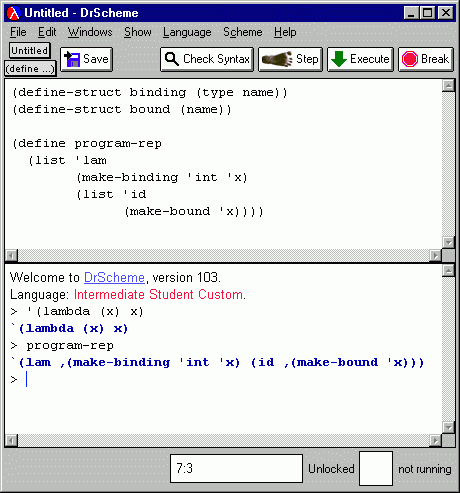 Untitled - DrScheme
File Edit Windows Show Language Scheme Help
Untitled
(define ...)
Save
Check Syntax
Step
Execute
Break
(define-struct binding (type name))
(define-struct bound (name))
(define program-rep
(list 'lam
(make-binding 'int 'x)
(list 'id
(make-bound 'x))))
Welcome to DrScheme, version 103.
Language: Intermediate Student Custom.
> '(lambda (x) x)
`(lambda (x) x)
> program-rep
`(lam ,(make-binding 'int 'x) (id ,(make-bound 'x)))
>
7:3 Unlocked not running